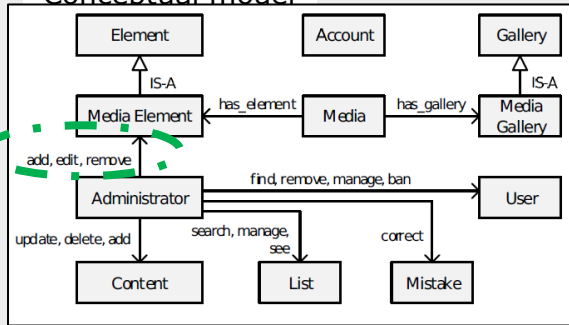 Conceptual model
Element
Account
Gallery
IS-A
IS-A
Media Element
has_element
Media
has_gallery
Media
Gallery
add, edit, remove
find, remove, manage, ban
Administrator
User
search, manage,
see
update, delete, add
correct
Content
List
Mistake